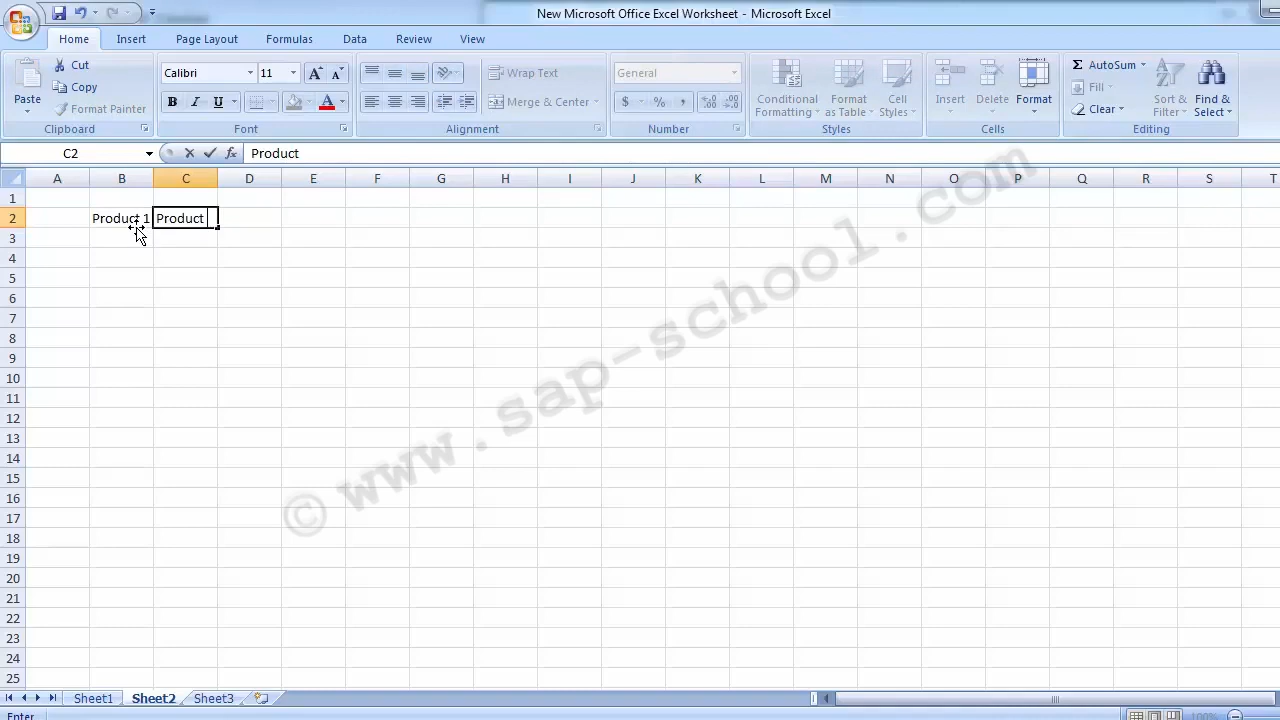 New Microsoft Office Excel Worksheet - Microsoft Excel
Home Insert Page Layout Formulas Data Review View
Paste
Cut
Copy
Format Painter
Clipboard
Calibri 11
B I U
Font
Wrap Text
Merge & Center
Alignment
General
$ % ,
Number
Conditional Formatting
Format as Table
Cell Styles
Styles
Insert Delete Format
Cells
Σ AutoSum
Fill
Clear
Sort & Filter
Find & Select
Editing
C2 fx Product
A B C D E F G H I J K L M N O P Q R S T
1
2 Product 1 Product
3
4
5
6
7
8
9
10
11
12
13
14
15
16
17
18
19
20
21
22
23
24
25
© www.sap-school.com
Sheet1 Sheet2 Sheet3
Enter 100%